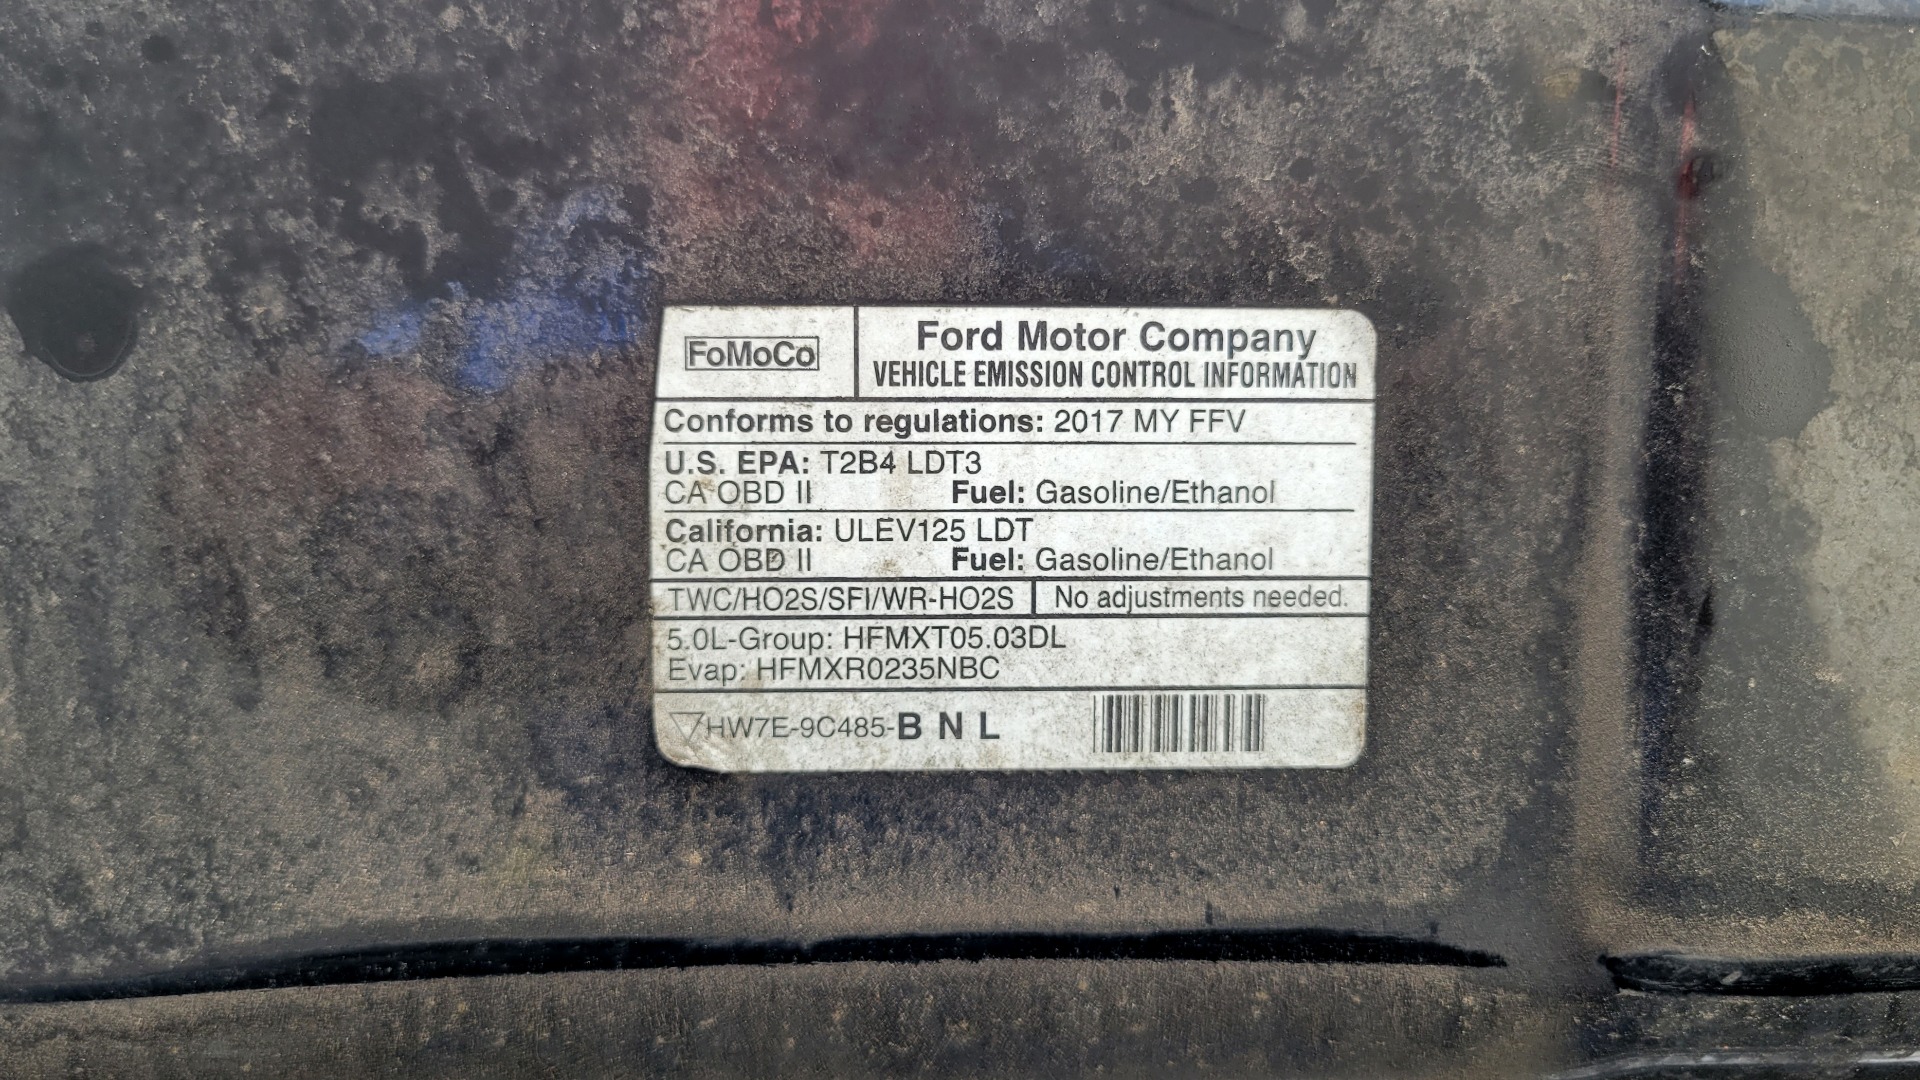 FoMoCo
Ford Motor Company
VEHICLE EMISSION CONTROL INFORMATION
Conforms to regulations: 2017 MY FFV
U.S. EPA: T2B4 LDT3
CA OBD II Fuel: Gasoline/Ethanol
California: ULEV125 LDT
CA OBD II Fuel: Gasoline/Ethanol
TWC/HO2S/SFI/WR-HO2S No adjustments needed.
5.0L-Group: HFMXT05.03DL
Evap: HFMXR0235NBC
HW7E-9C485-B N L